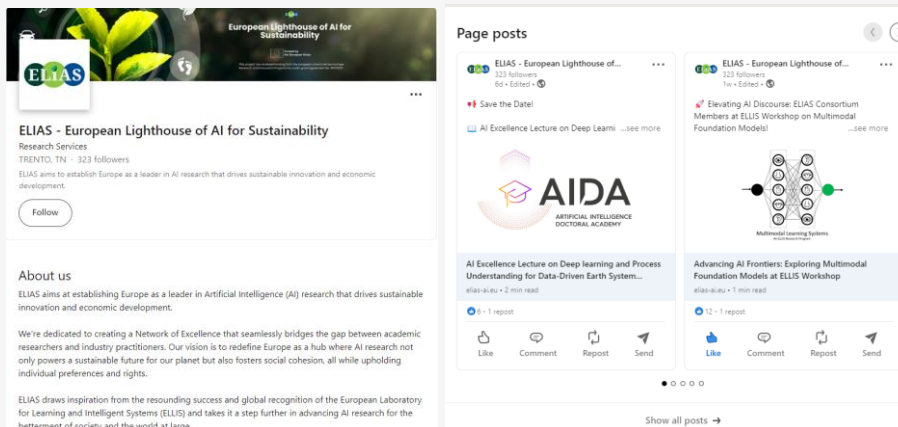 European Lighthouse of AI for
Sustainability
ELIAS
ELIAS - European Lighthouse of AI for Sustainability
Research Services
TRENTO, TN · 323 followers
ELIAS aims to establish Europe as a leader in AI research that drives sustainable innovation and economic
development.
Follow
About us
ELIAS aims at establishing Europe as a leader in Artificial Intelligence (AI) research that drives sustainable
innovation and economic development.
We're dedicated to creating a Network of Excellence that seamlessly bridges the gap between academic
researchers and industry practitioners. Our vision is to redefine Europe as a hub where AI research not
only powers a sustainable future for our planet but also fosters social cohesion, all while upholding
individual preferences and rights.
ELIAS draws inspiration from the resounding success and global recognition of the European Laboratory
for Learning and Intelligent Systems (ELLIS) and takes it a step further in advancing AI research for the
betterment of society and the world at large.
Page posts
ELIAS - European Lighthouse of...
323 followers
6d • Edited •
Save the Date!
AI Excellence Lecture on Deep Learni ...see more
AIDA
ARTIFICIAL INTELLIGENCE
DOCTORAL ACADEMY
AI Excellence Lecture on Deep learning and Process
Understanding for Data-Driven Earth System...
elias-ai.eu • 2 min read
6 · 1 repost
Like Comment Repost Send
ELIAS - European Lighthouse of...
323 followers
1w • Edited •
Elevating AI Discourse: ELIAS Consortium
Members at ELLIS Workshop on Multimodal
Foundation Models! ...see more
Multimodal Learning Systems
Advancing AI Frontiers: Exploring Multimodal
Foundation Models at ELLIS Workshop
elias-ai.eu • 1 min read
12 · 1 repost
Like Comment Repost Send
Show all posts →